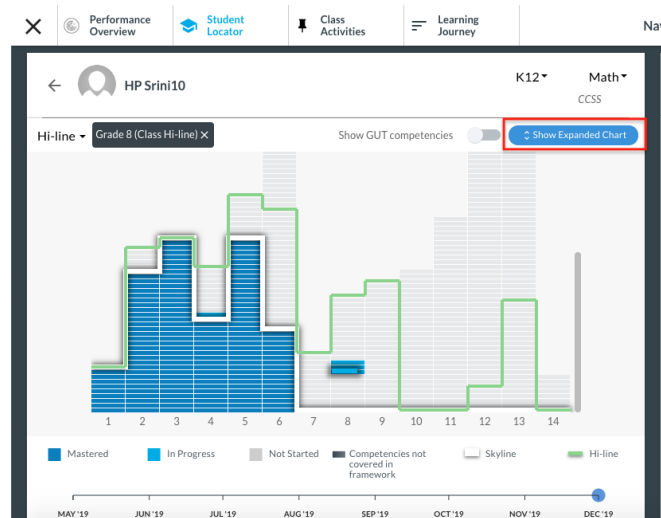 Performance Overview
Student Locator
Class Activities
Learning Journey
Nav
HP Srini10
K12
Math
CCSS
Hi-line
Grade 8 (Class Hi-line) ×
Show GUT competencies
Show Expanded Chart
1 2 3 4 5 6 7 8 9 10 11 12 13 14
Mastered
In Progress
Not Started
Competencies not
covered in
framework
Skyline
Hi-line
MAY '19 JUN '19 JUL '19 AUG '19 SEP '19 OCT '19 NOV '19 DEC '19